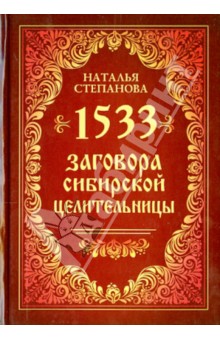 НАТАЛЬЯ
СТЕПАНОВА
1533
ЗАГОВОРА
СИБИРСКОЙ
ЦЕЛИТЕЛЬНИЦЫ